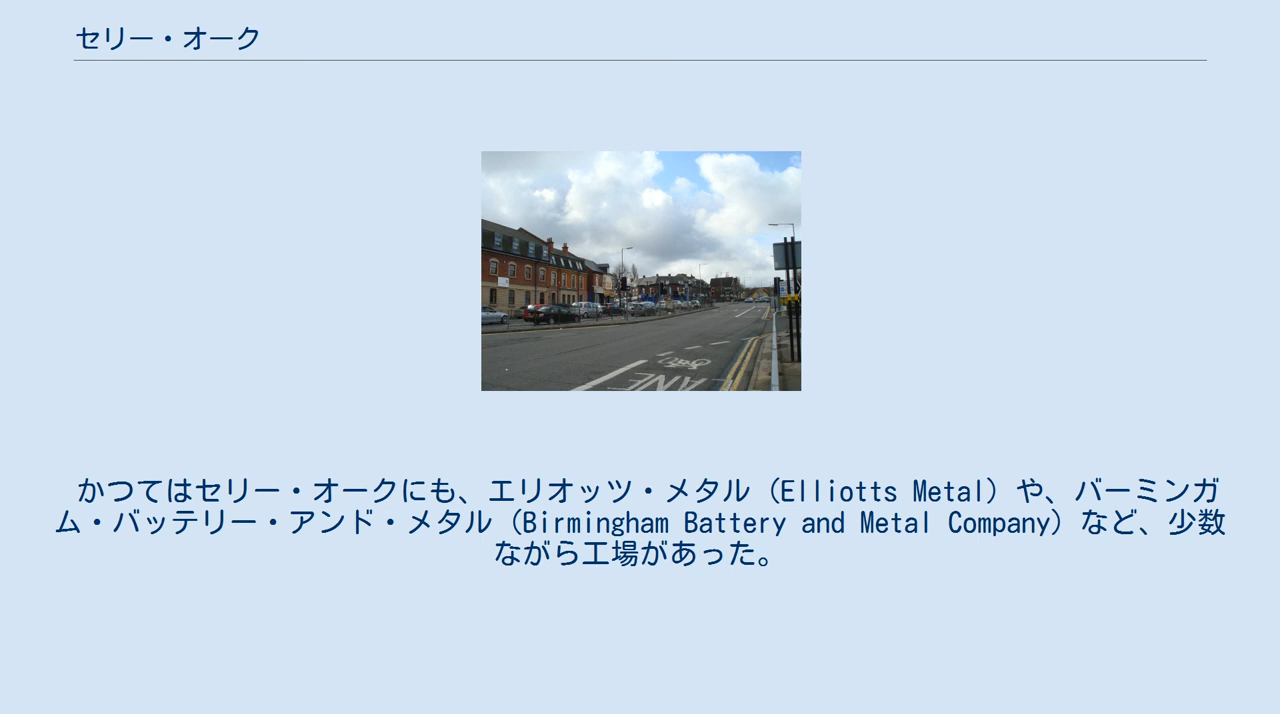 セリー・オーク
ANE
かつてはセリー・オークにも、エリオッツ・メタル（Elliotts Metal）や、バーミンガ
ム・バッテリー・アンド・メタル（Birmingham Battery and Metal Company）など、少数
ながら工場があった。